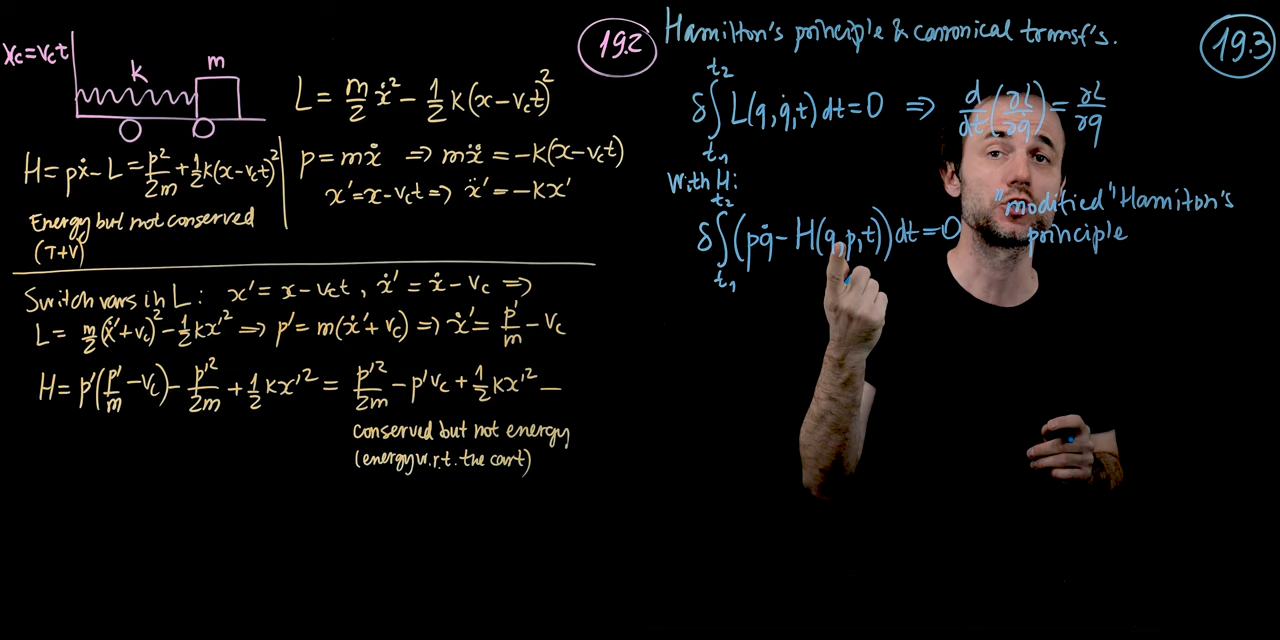 x_c = v_c t
k
m
L = m/2 ẋ² − 1/2 k(x − v_c t)²
19.2
H = pẋ − L = p²/2m + 1/2 k(x − v_c t)²
Energy but not conserved
(T+V)
p = mẋ ⇒ mẍ = −k(x − v_c t)
x' = x − v_c t ⇒ ẍ' = −kx'
Switch vars in L: x' = x − v_c t, ẋ' = ẋ − v_c ⇒
L = m/2 (ẋ' + v_c)² − 1/2 kx'² ⇒ p' = m(ẋ' + v_c) ⇒ ẋ' = p'/m − v_c
H = p'(p'/m − v_c) − p'²/2m + 1/2 kx'² = p'²/2m − p'v_c + 1/2 kx'² —
conserved but not energy
(energy w.r.t. the cart)
Hamilton's principle & canonical transf's.
19.3
δ∫_{t₁}^{t₂} L(q, q̇, t) dt = 0 ⇒ d/dt (∂L/∂q̇) = ∂L/∂q
With H:
δ∫_{t₁}^{t₂} (pq̇ − H(q, p, t)) dt = 0
"modified" Hamilton's
principle